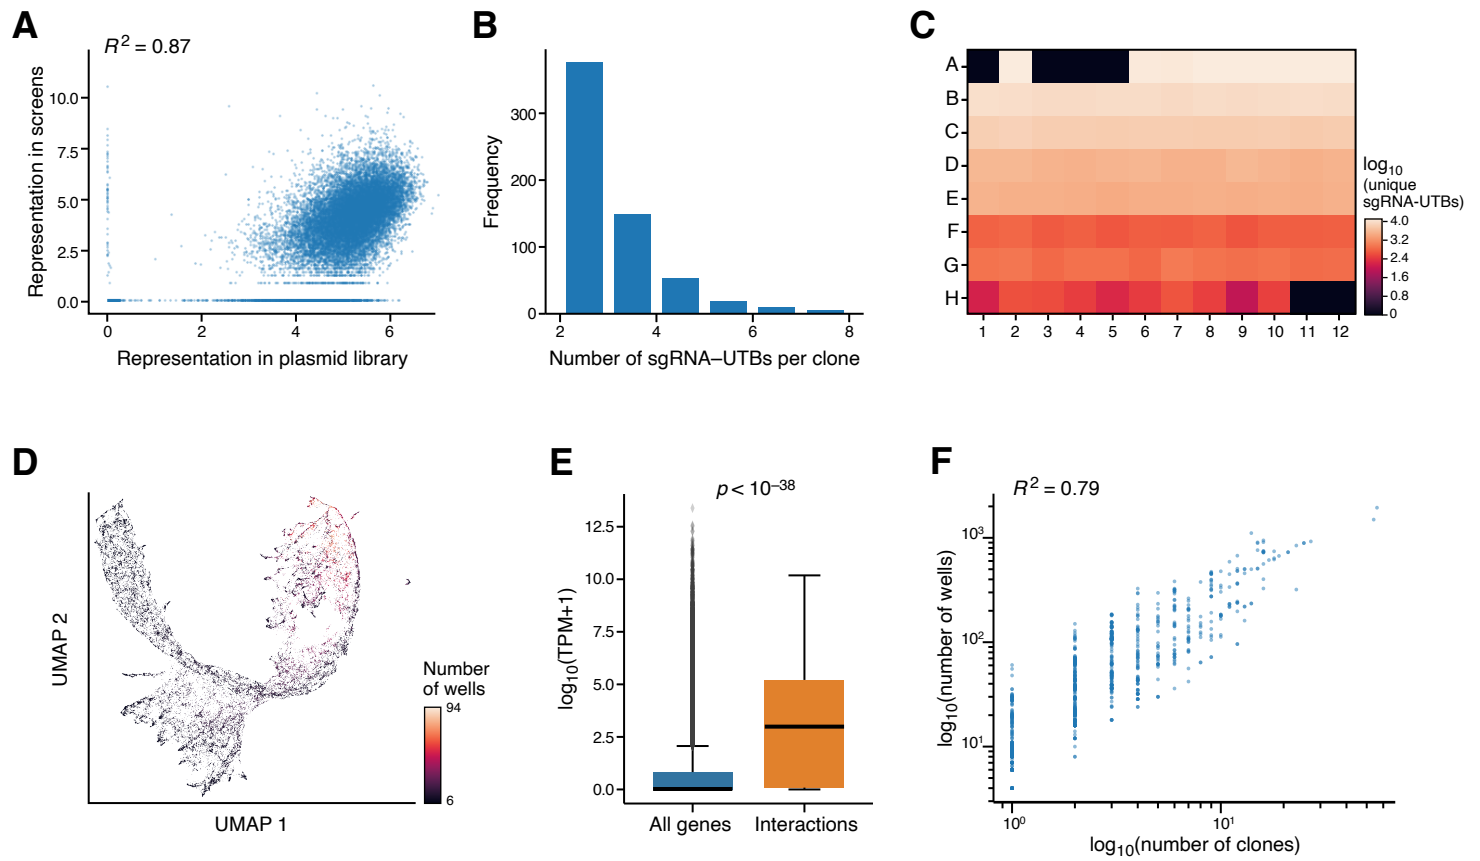 A
R² = 0.87
Representation in screens
10.0
7.5
5.0
2.5
0.0
0 2 4 6
Representation in plasmid library
B
Frequency
300
200
100
0
2 4 6 8
Number of sgRNA–UTBs per clone
C
A
B
C
D
E
F
G
H
1 2 3 4 5 6 7 8 9 10 11 12
log₁₀
(unique
sgRNA-UTBs)
4.0
3.2
2.4
1.6
0.8
0
D
UMAP 2
UMAP 1
Number
of wells
94
6
E
p < 10⁻³⁸
log₁₀(TPM+1)
12.5
10.0
7.5
5.0
2.5
0.0
All genes Interactions
F
R² = 0.79
log₁₀(number of wells)
10³
10²
10¹
10⁰ 10¹
log₁₀(number of clones)